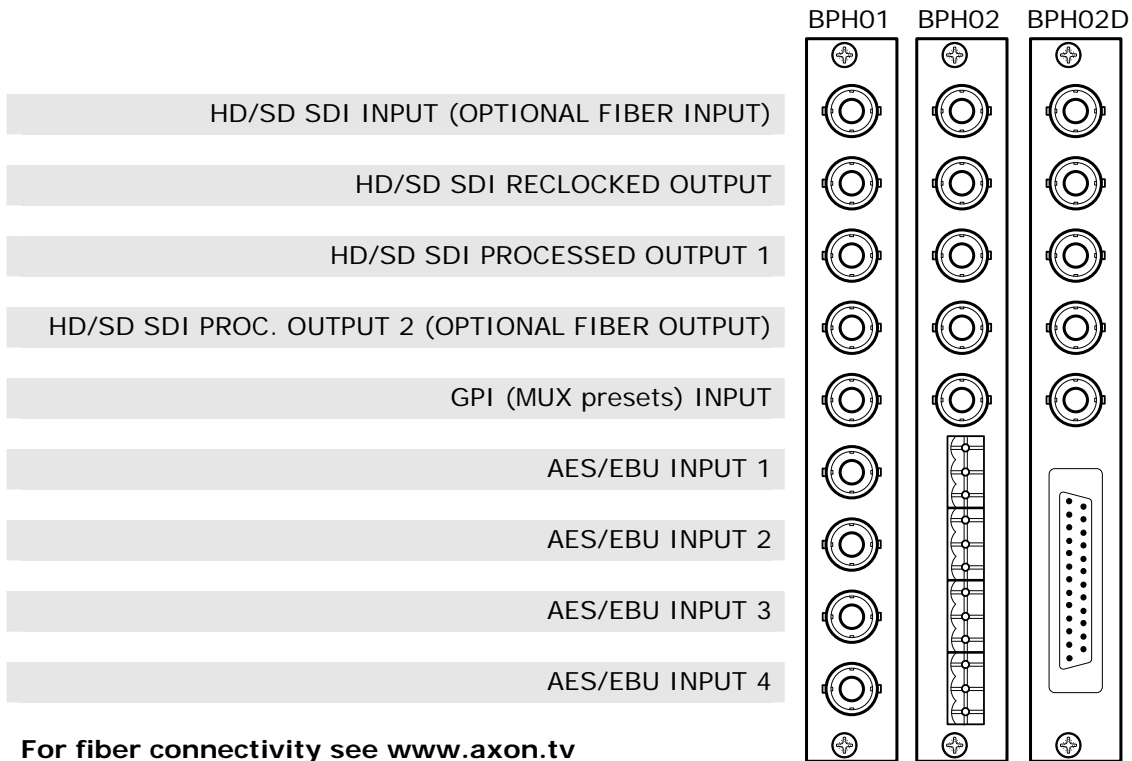 BPH01 BPH02 BPH02D
HD/SD SDI INPUT (OPTIONAL FIBER INPUT)
HD/SD SDI RECLOCKED OUTPUT
HD/SD SDI PROCESSED OUTPUT 1
HD/SD SDI PROC. OUTPUT 2 (OPTIONAL FIBER OUTPUT)
GPI (MUX presets) INPUT
AES/EBU INPUT 1
AES/EBU INPUT 2
AES/EBU INPUT 3
AES/EBU INPUT 4
For fiber connectivity see www.axon.tv